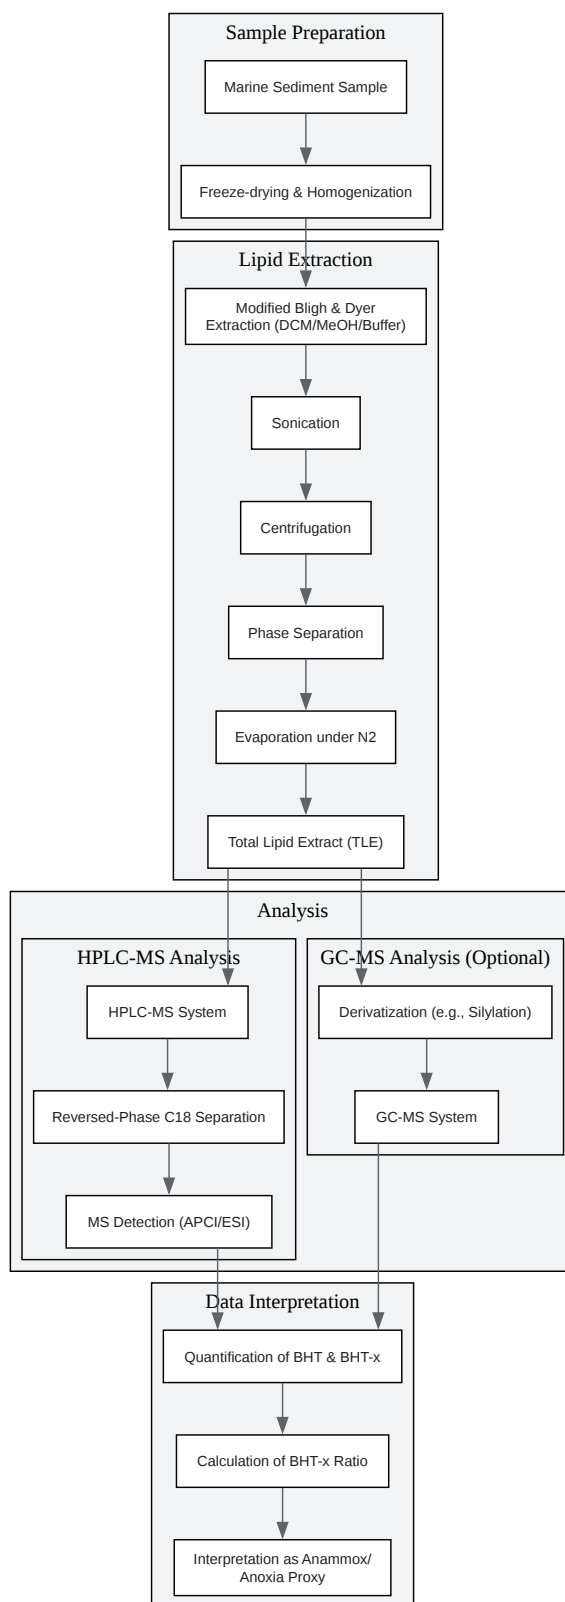 Sample Preparation
Marine Sediment Sample
Freeze-drying & Homogenization
Lipid Extraction
Modified Bligh & Dyer
Extraction (DCM/MeOH/Buffer)
Sonication
Centrifugation
Phase Separation
Evaporation under N2
Total Lipid Extract (TLE)
Analysis
HPLC-MS Analysis
HPLC-MS System
Reversed-Phase C18 Separation
MS Detection (APCI/ESI)
GC-MS Analysis (Optional)
Derivatization (e.g., Silylation)
GC-MS System
Data Interpretation
Quantification of BHT & BHT-x
Calculation of BHT-x Ratio
Interpretation as Anammox/
Anoxia Proxy